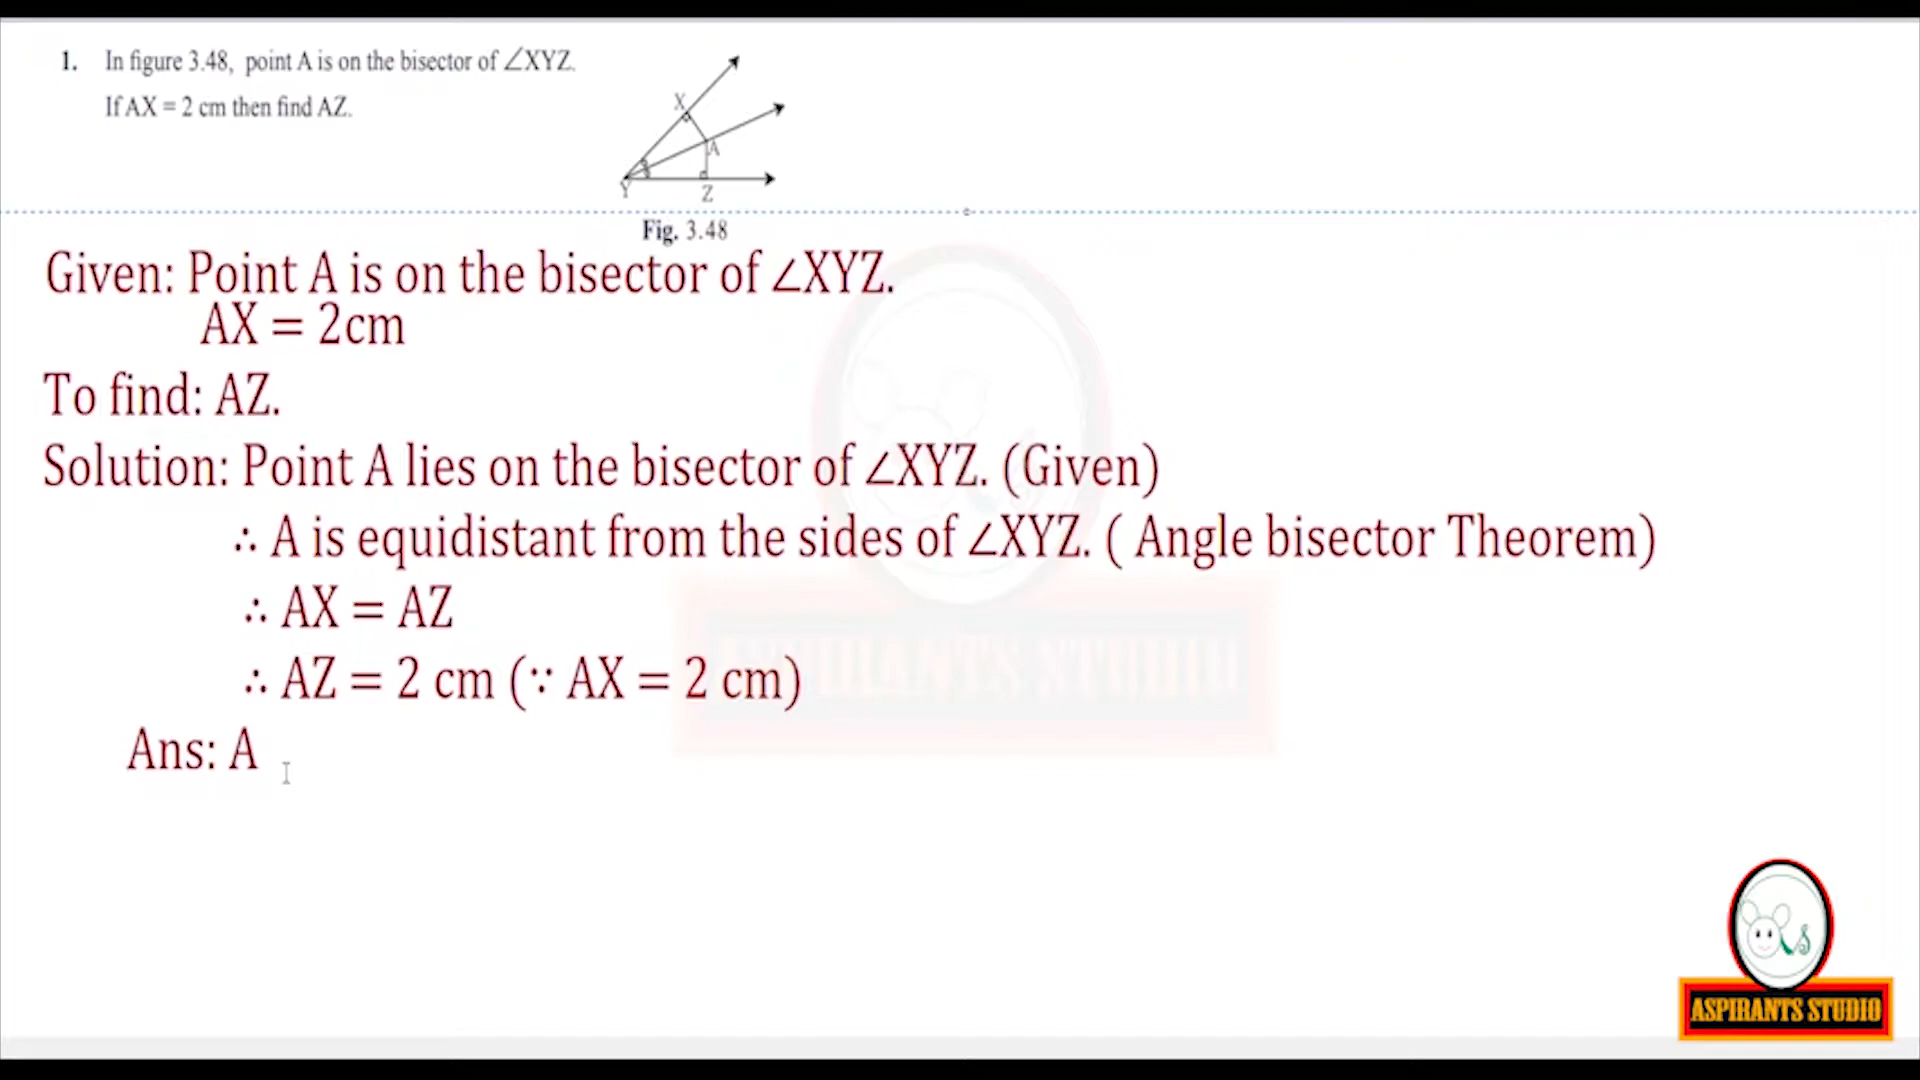 1. In figure 3.48, point A is on the bisector of ∠XYZ.
If AX = 2 cm then find AZ.
X
A
Y
Z
Fig. 3.48
Given: Point A is on the bisector of ∠XYZ.
AX = 2cm
To find: AZ.
Solution: Point A lies on the bisector of ∠XYZ. (Given)
∴ A is equidistant from the sides of ∠XYZ. ( Angle bisector Theorem)
∴ AX = AZ
∴ AZ = 2 cm (∵ AX = 2 cm)
Ans: A
ASPIRANTS STUDIO
ASPIRANTS STUDIO